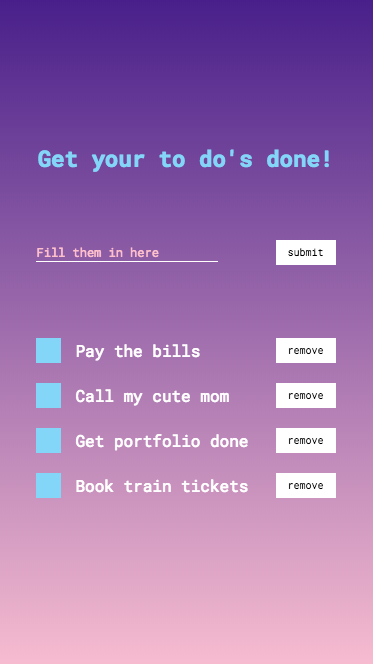 Get your to do's done!
Fill them in here submit
Pay the bills remove
Call my cute mom remove
Get portfolio done remove
Book train tickets remove